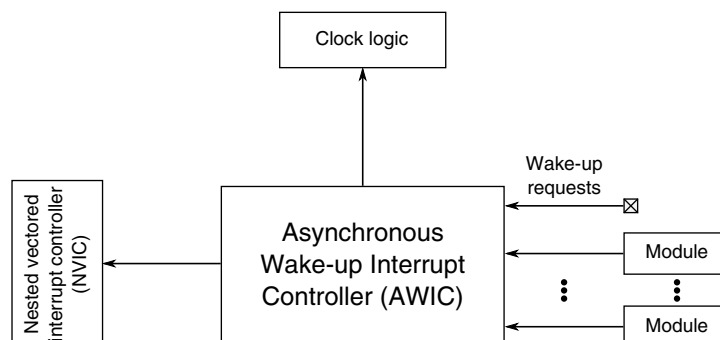 Clock logic
Wake-up
requests
Nested vectored
interrupt controller
(NVIC)
Asynchronous
Wake-up Interrupt
Controller (AWIC)
Module
Module